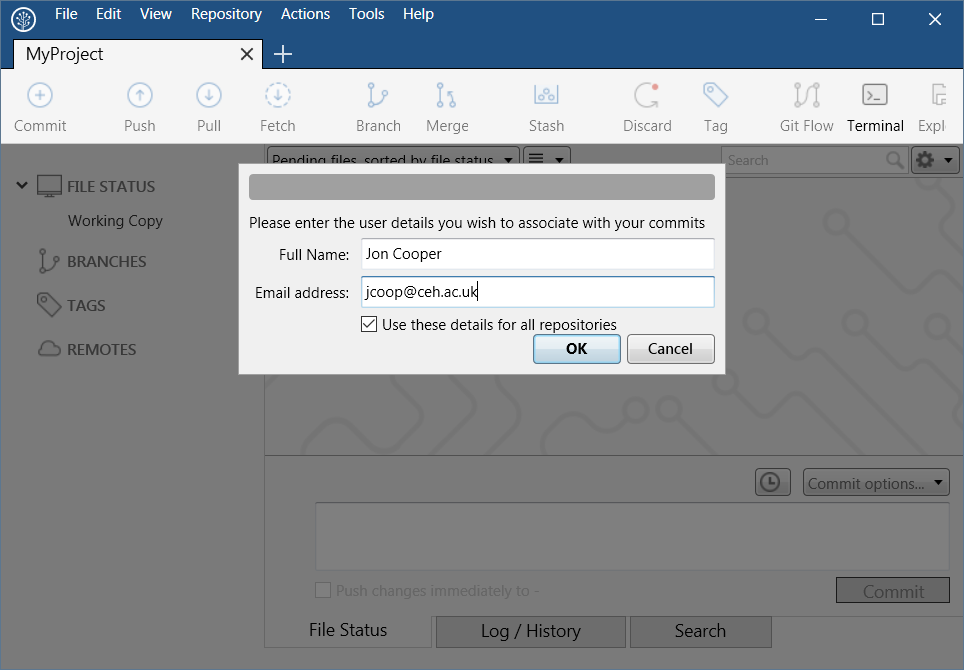 File Edit View Repository Actions Tools Help
MyProject
Commit Push Pull Fetch Branch Merge Stash Discard Tag Git Flow Terminal Expl
Pending files, sorted by file status
Search
FILE STATUS
Working Copy
BRANCHES
TAGS
REMOTES
Please enter the user details you wish to associate with your commits
Full Name: Jon Cooper
Email address: jcoop@ceh.ac.uk
Use these details for all repositories
OK Cancel
Commit options...
Push changes immediately to -
Commit
File Status Log / History Search